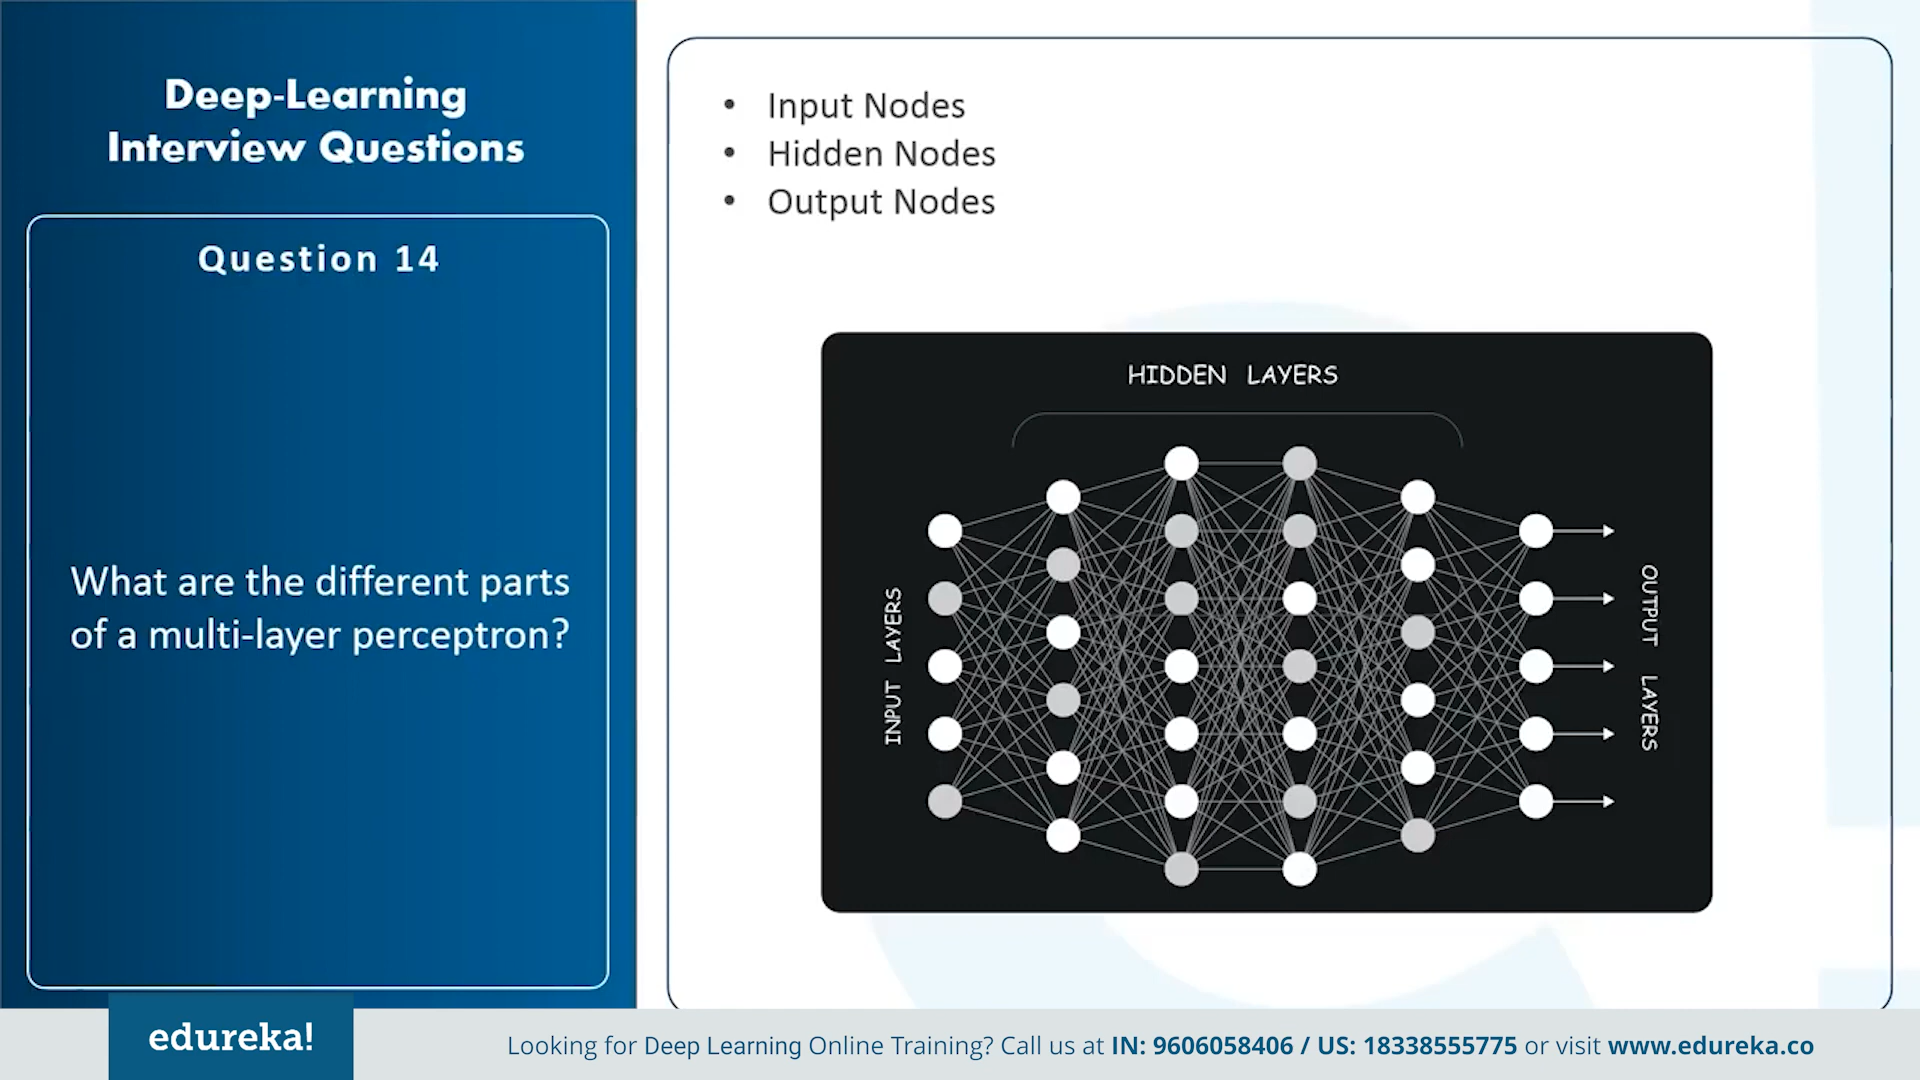 Deep-Learning
Interview Questions
Question 14
What are the different parts
of a multi-layer perceptron?
• Input Nodes
• Hidden Nodes
• Output Nodes
HIDDEN LAYERS
INPUT LAYERS
OUTPUT LAYERS
edureka!
Looking for Deep Learning Online Training? Call us at IN: 9606058406 / US: 18338555775 or visit www.edureka.co